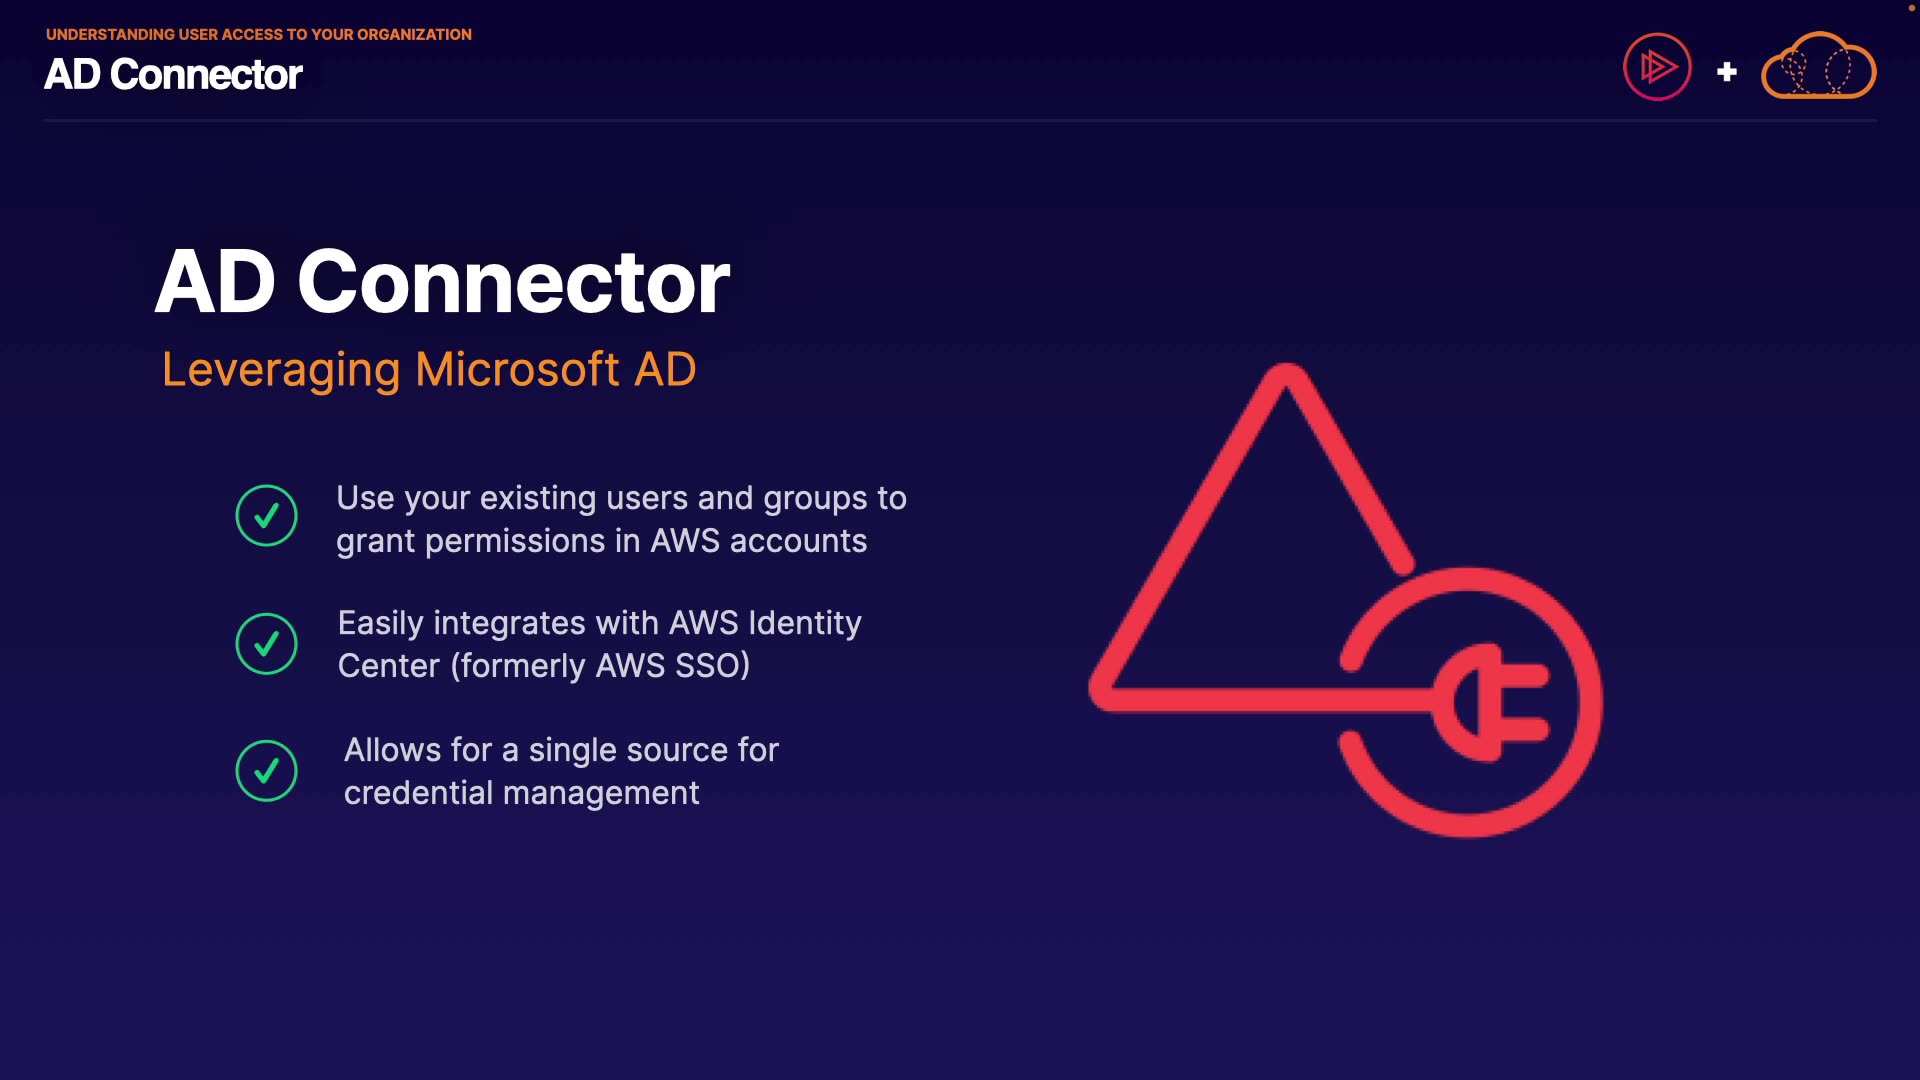 UNDERSTANDING USER ACCESS TO YOUR ORGANIZATION
AD Connector
AD Connector
Leveraging Microsoft AD
Use your existing users and groups to
grant permissions in AWS accounts
Easily integrates with AWS Identity
Center (formerly AWS SSO)
Allows for a single source for
credential management